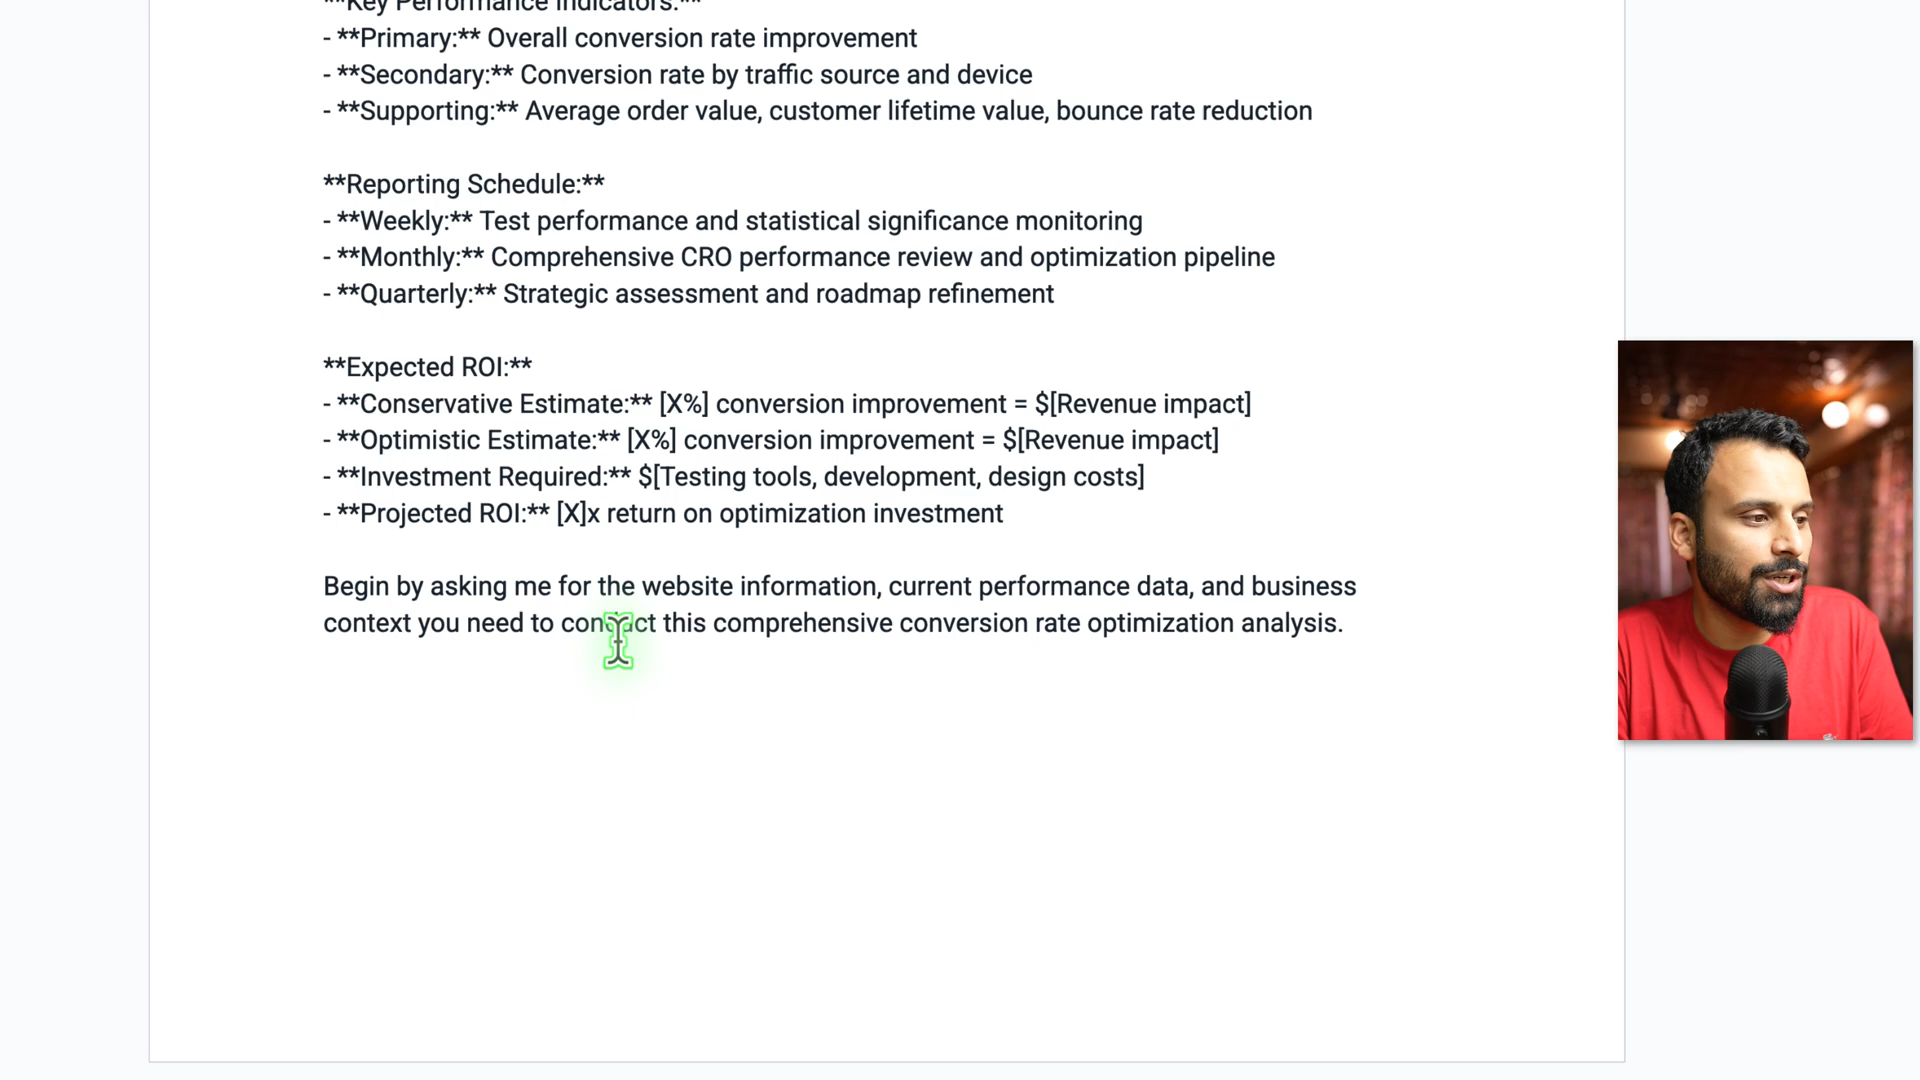 **Key Performance Indicators:**
- **Primary:** Overall conversion rate improvement
- **Secondary:** Conversion rate by traffic source and device
- **Supporting:** Average order value, customer lifetime value, bounce rate reduction
**Reporting Schedule:**
- **Weekly:** Test performance and statistical significance monitoring
- **Monthly:** Comprehensive CRO performance review and optimization pipeline
- **Quarterly:** Strategic assessment and roadmap refinement
**Expected ROI:**
- **Conservative Estimate:** [X%] conversion improvement = $[Revenue impact]
- **Optimistic Estimate:** [X%] conversion improvement = $[Revenue impact]
- **Investment Required:** $[Testing tools, development, design costs]
- **Projected ROI:** [X]x return on optimization investment
Begin by asking me for the website information, current performance data, and business
context you need to this comprehensive conversion rate optimization analysis.